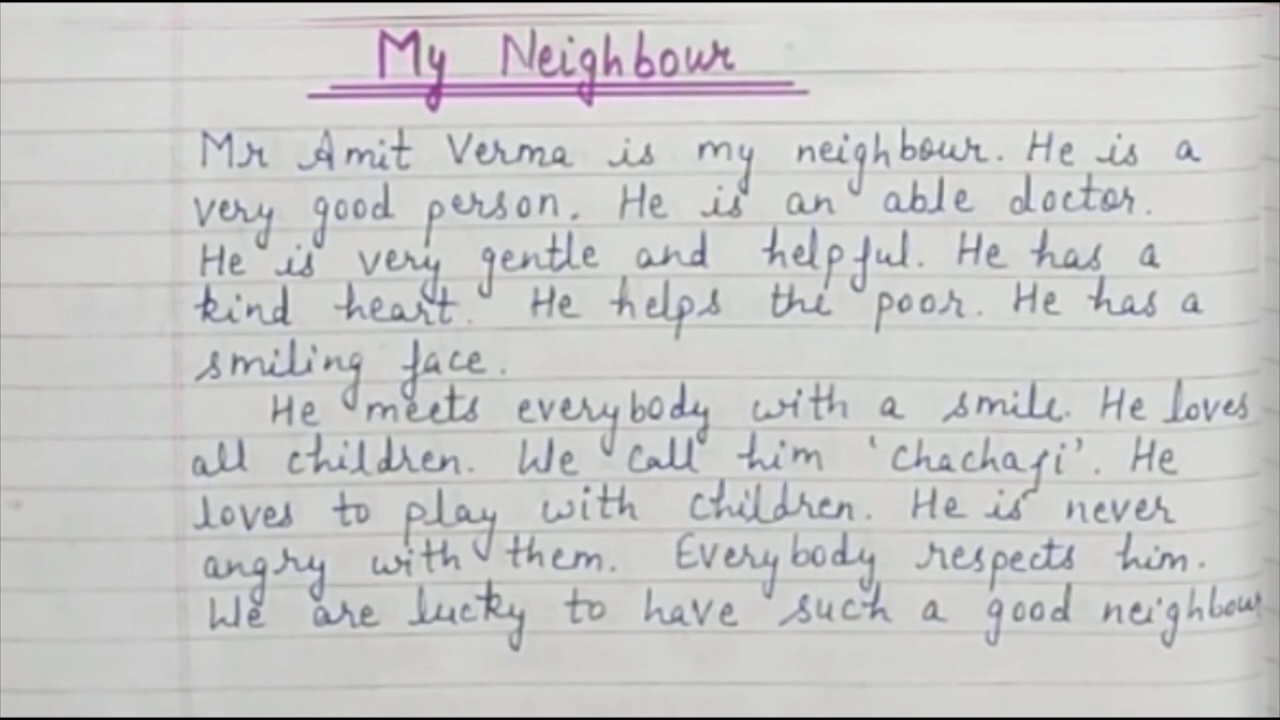 My Neighbour
Mr Amit Verma is my neighbour. He is a
very good person. He is an able doctor.
He is very gentle and helpful. He has a
kind heart. He helps the poor. He has a
smiling face.
He meets everybody with a smile. He loves
all children. We call him 'chachaji'. He
loves to play with children. He is never
angry with them. Everybody respects him.
We are lucky to have such a good neighbour